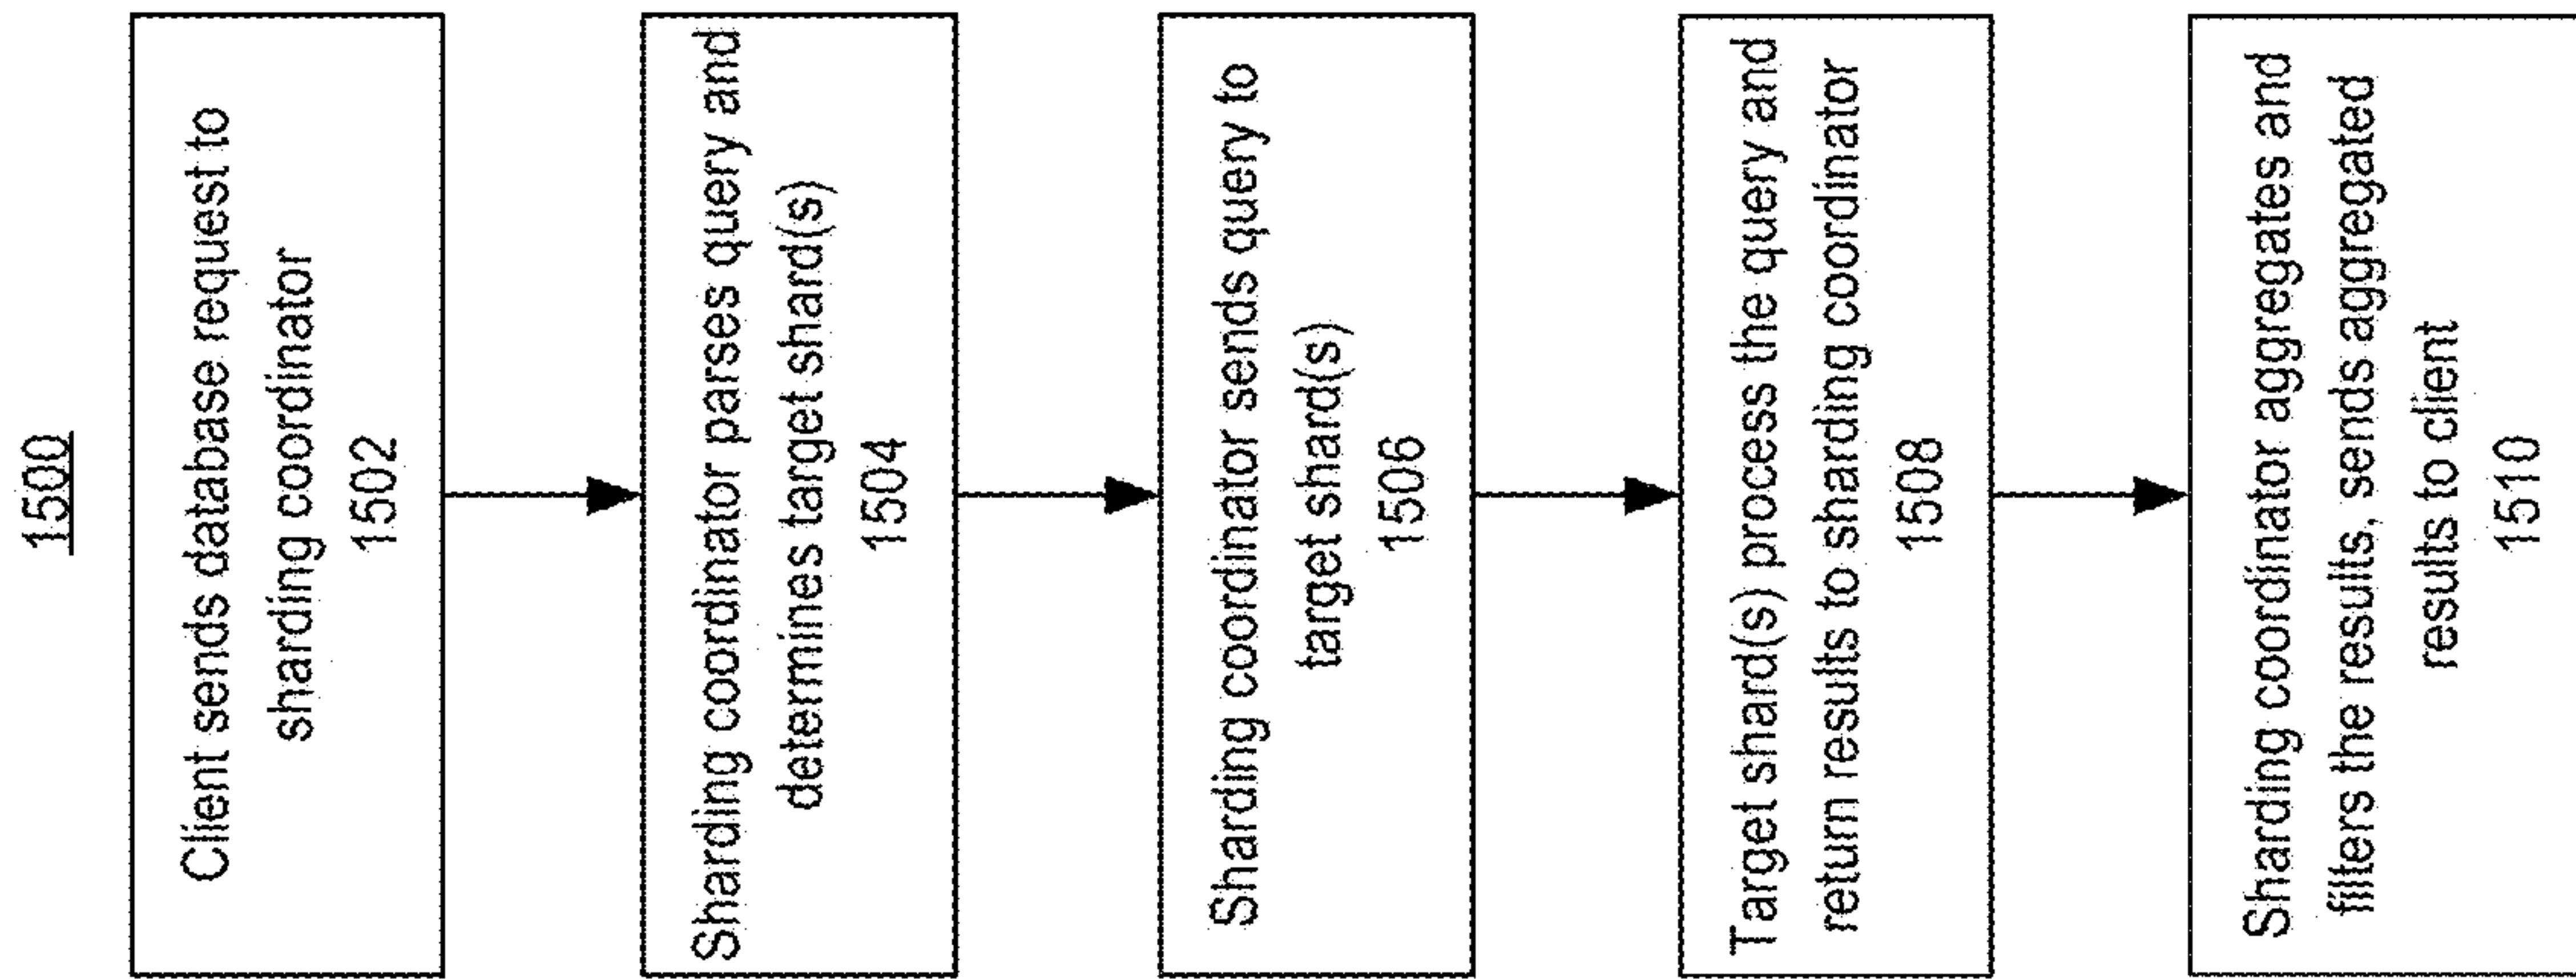 1500
Client sends database request to
sharding coordinator
1502
Sharding coordinator parses query and
determines target shard(s)
1504
Sharding coordinator sends query to
target shard(s)
1506
Target shard(s) process the query and
return results to sharding coordinator
1508
Sharding coordinator aggregates and
filters the results, sends aggregated
results to client
1510